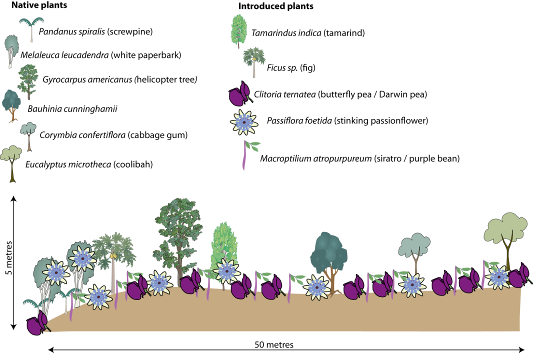 Native plants
Pandanus spiralis (screwpine)
Melaleuca leucadendra (white paperbark)
Gyrocarpus americanus (helicopter tree)
Bauhinia cunninghamii
Corymbia confertiflora (cabbage gum)
Eucalyptus microtheca (coolibah)
Introduced plants
Tamarindus indica (tamarind)
Ficus sp. (fig)
Clitoria ternatea (butterfly pea / Darwin pea)
Passiflora foetida (stinking passionflower)
Macroptilium atropurpureum (siratro / purple bean)
5 metres
50 metres